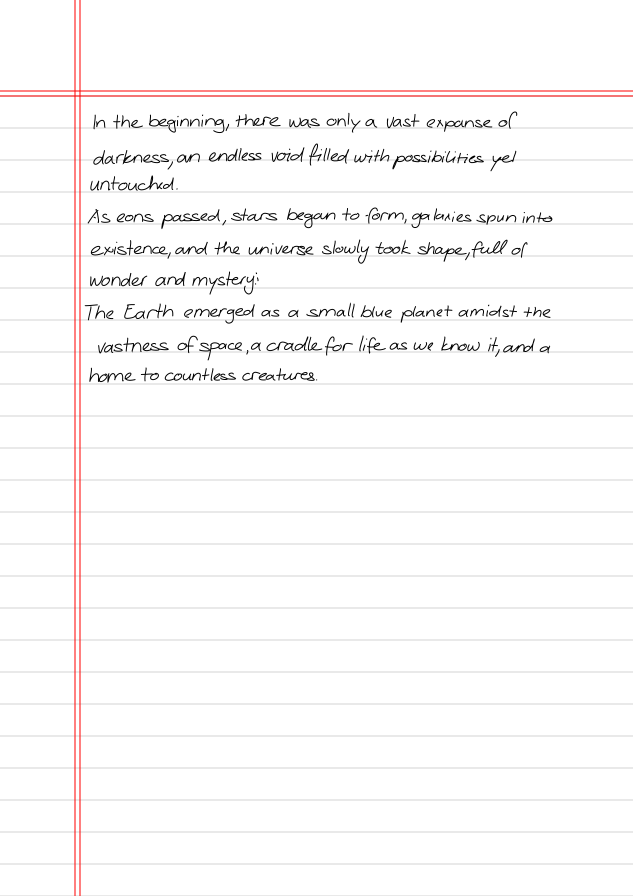 In the beginning, there was only a vast expanse of
darkness, an endless void filled with possibilities yet
untouched.
As eons passed, stars began to form, galaxies spun into
existence, and the universe slowly took shape, full of
wonder and mystery.
The Earth emerged as a small blue planet amidst the
vastness of space, a cradle for life as we know it, and a
home to countless creatures.